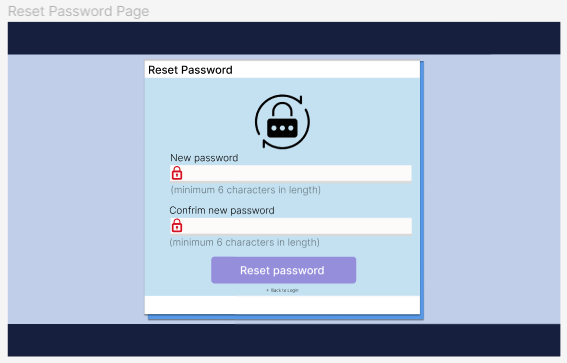 Reset Password Page
Reset Password
New password
(minimum 6 characters in length)
Confrim new password
(minimum 6 characters in length)
Reset password
< Back to Login